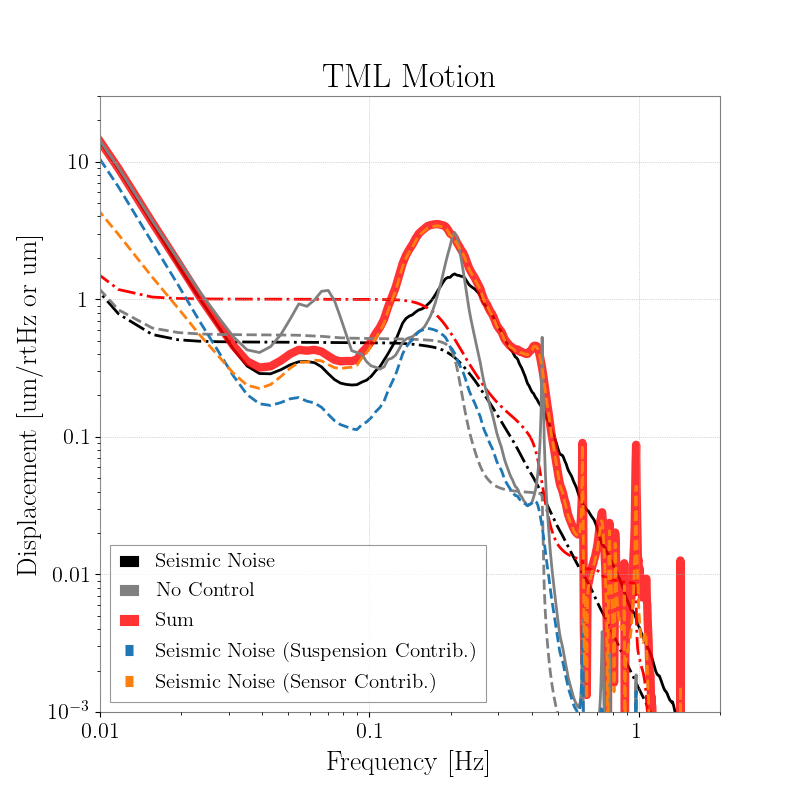 TML Motion
Displacement [um/rtHz or um]
10
1
0.1
0.01
10−3
Seismic Noise
No Control
Sum
Seismic Noise (Suspension Contrib.)
Seismic Noise (Sensor Contrib.)
0.01
0.1
1
Frequency [Hz]